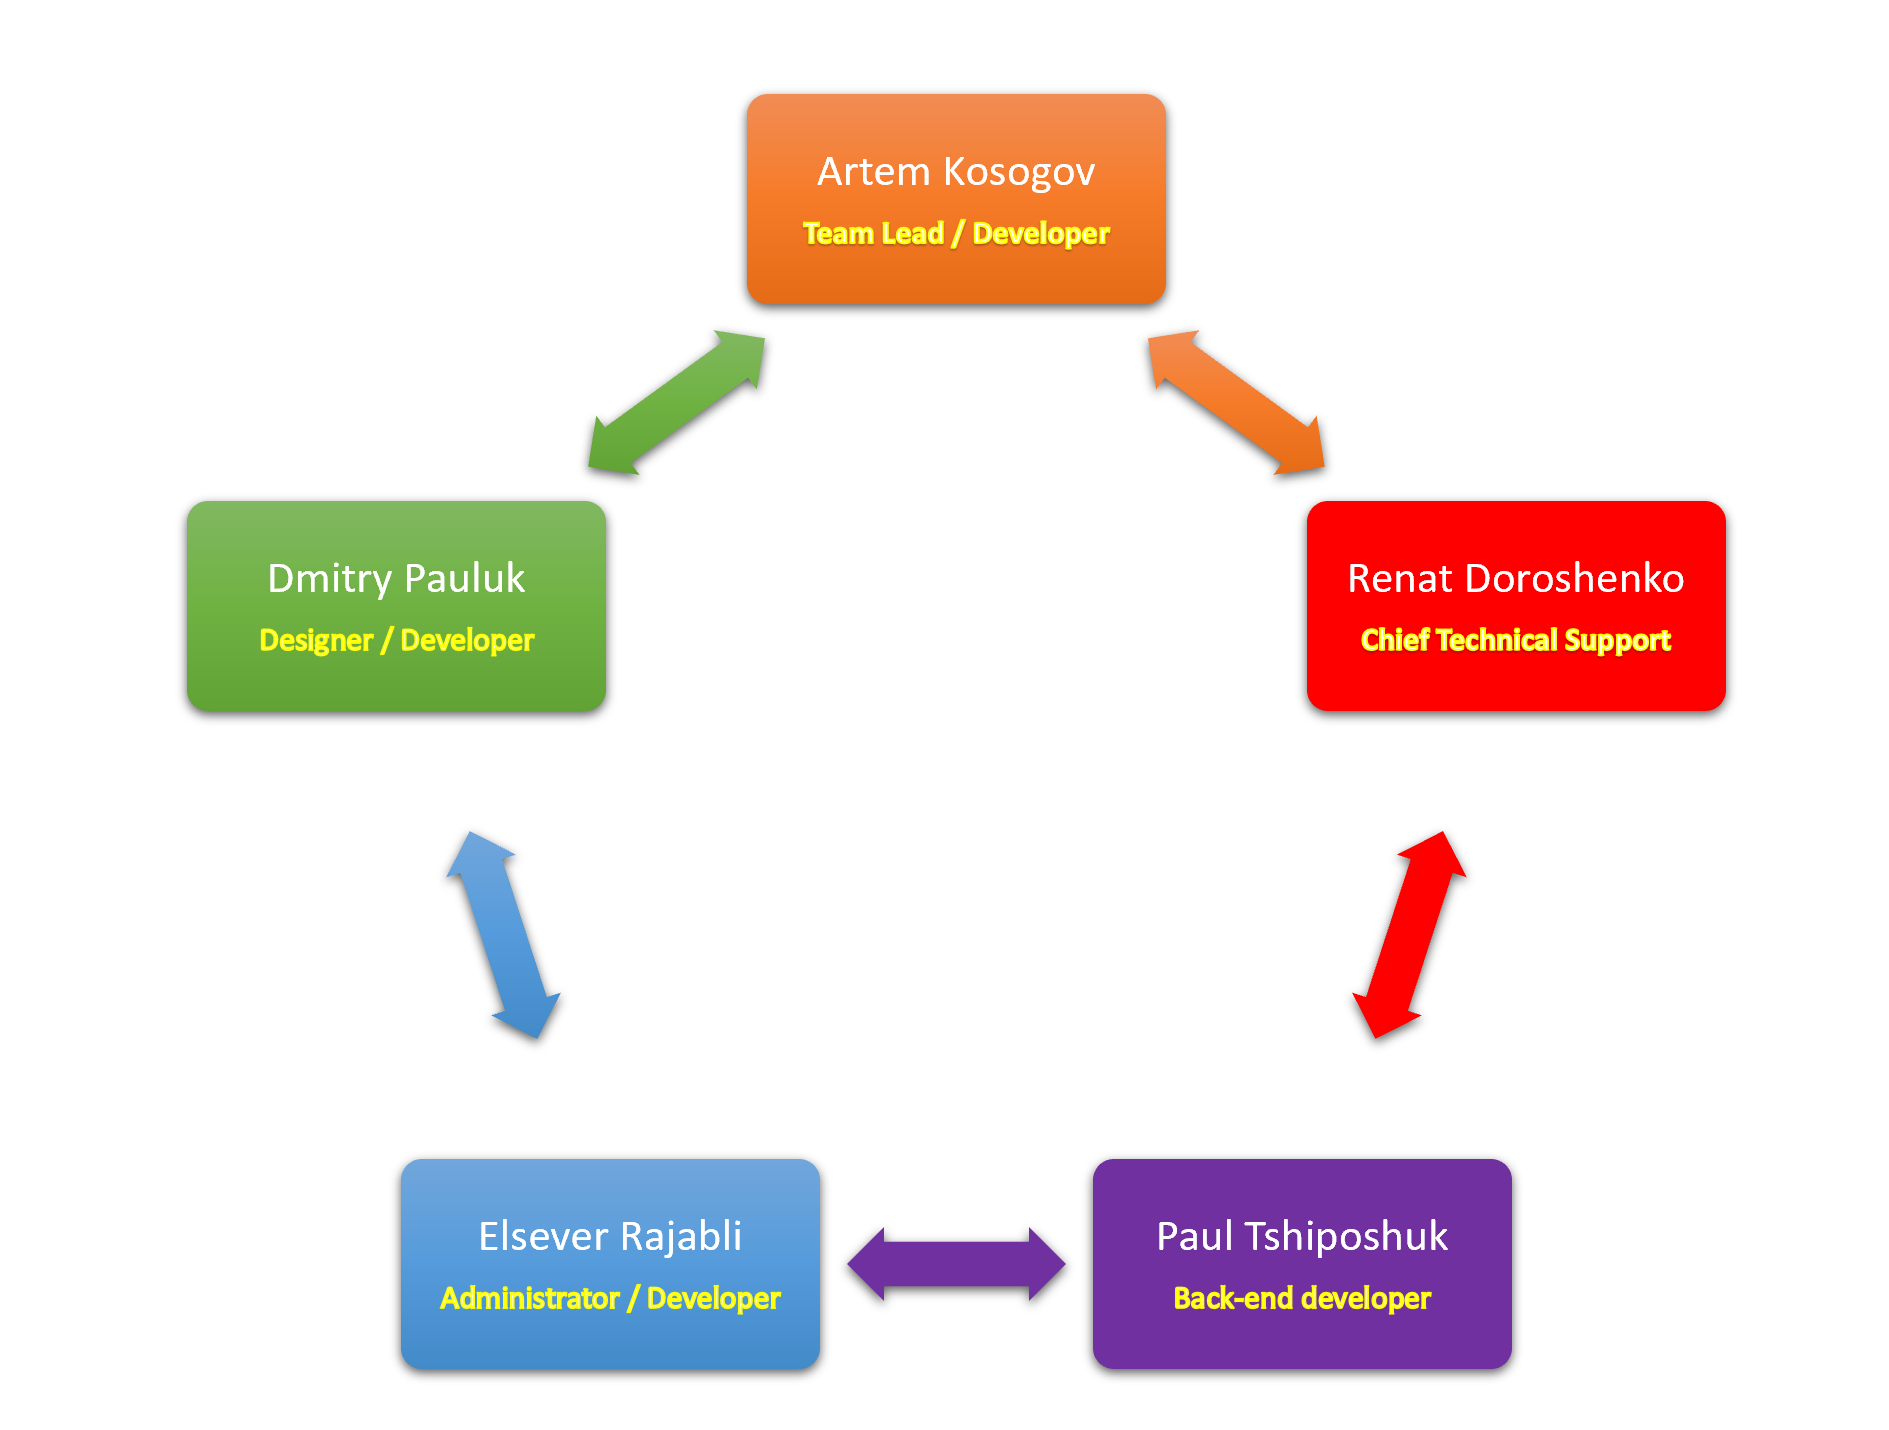 Artem Kosogov
Team Lead / Developer
Dmitry Pauluk
Designer / Developer
Renat Doroshenko
Chief Technical Support
Elsever Rajabli
Administrator / Developer
Paul Tshiposhuk
Back-end developer